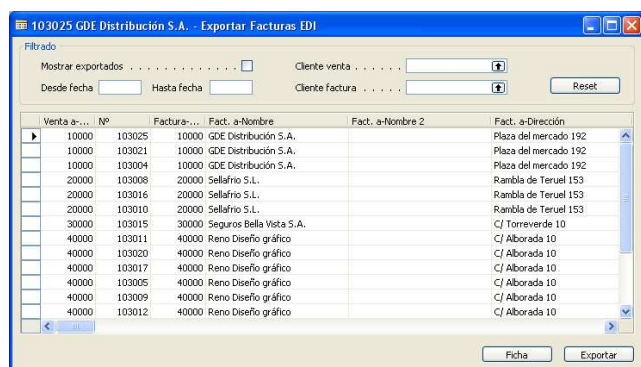 103025 GDE Distribución S.A. - Exportar Facturas EDI
Filtrado
Mostrar exportados . . . . . . . . . . . . . Cliente venta . . . . . .
Desde fecha Hasta fecha Cliente factura . . . . . Reset
Venta a-... Nº Factura-... Fact. a-Nombre Fact. a-Nombre 2 Fact. a-Dirección
10000 103025 10000 GDE Distribución S.A. Plaza del mercado 192
10000 103021 10000 GDE Distribución S.A. Plaza del mercado 192
10000 103004 10000 GDE Distribución S.A. Plaza del mercado 192
20000 103008 20000 Sellafrio S.L. Rambla de Teruel 153
20000 103016 20000 Sellafrio S.L. Rambla de Teruel 153
20000 103010 20000 Sellafrio S.L. Rambla de Teruel 153
30000 103015 30000 Seguros Bella Vista S.A. C/ Torreverde 10
40000 103011 40000 Reno Diseño gráfico C/ Alborada 10
40000 103020 40000 Reno Diseño gráfico C/ Alborada 10
40000 103017 40000 Reno Diseño gráfico C/ Alborada 10
40000 103005 40000 Reno Diseño gráfico C/ Alborada 10
40000 103009 40000 Reno Diseño gráfico C/ Alborada 10
40000 103012 40000 Reno Diseño gráfico C/ Alborada 10
Ficha Exportar